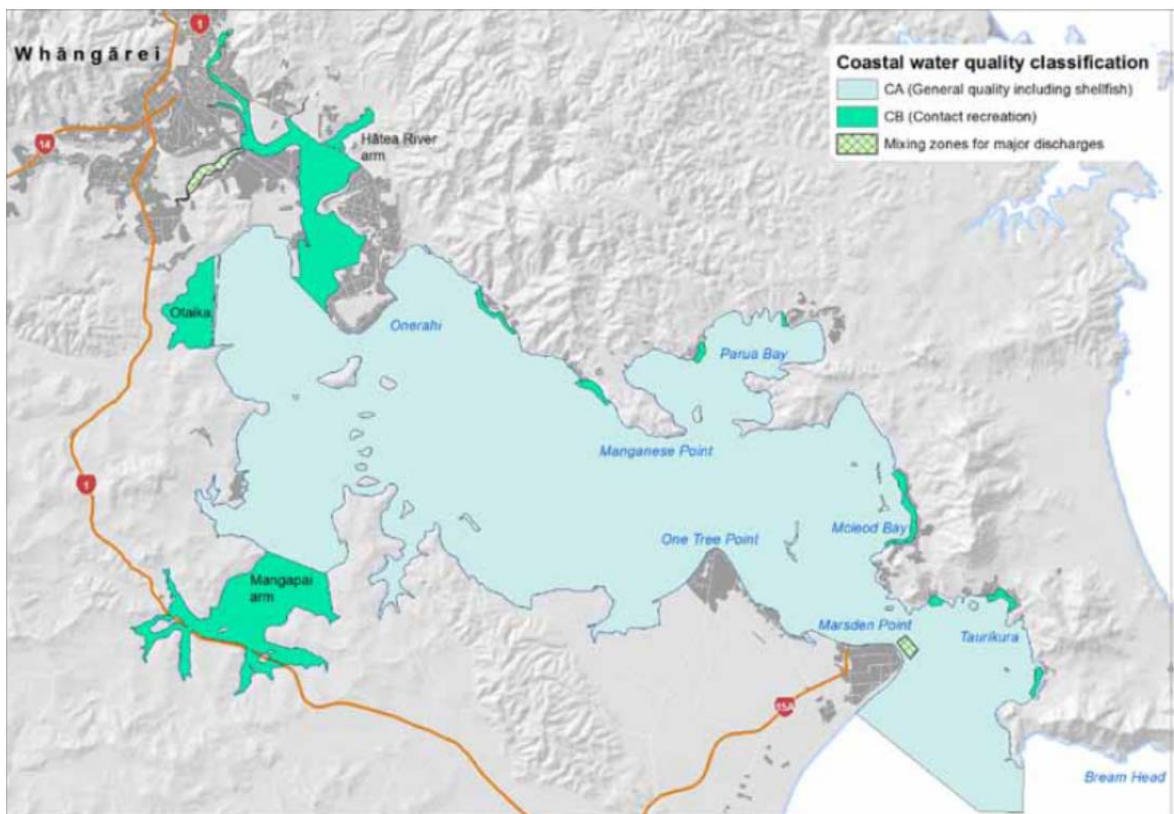 1
Whāngārei
Coastal water quality classification
CA (General quality including shellfish)
CB (Contact recreation)
Mixing zones for major discharges
14
Hātea River
arm
Otaika
Onerahi
Parua Bay
Manganese Point
1
Mcleod Bay
One Tree Point
Mangapai
arm
Marsden Point
Taurikura
15A
Bream Head